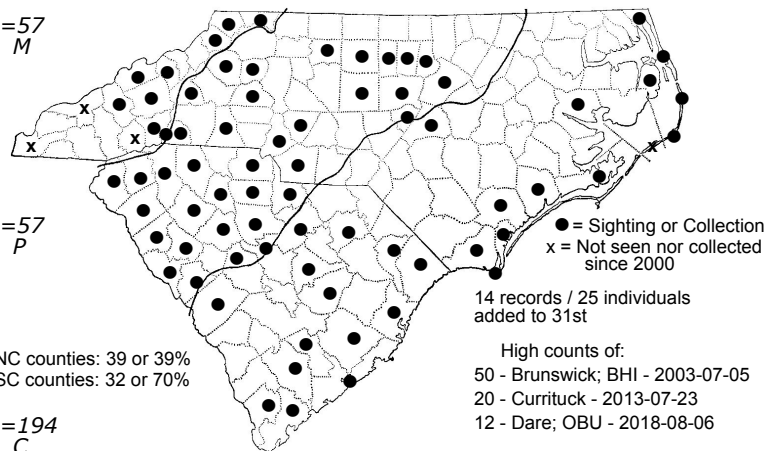 =57
M
x
x
x
x
=57
P
● = Sighting or Collection
x = Not seen nor collected
since 2000
14 records / 25 individuals
added to 31st
NC counties: 39 or 39%
SC counties: 32 or 70%
High counts of:
50 - Brunswick; BHI - 2003-07-05
20 - Currituck - 2013-07-23
12 - Dare; OBU - 2018-08-06
=194
C